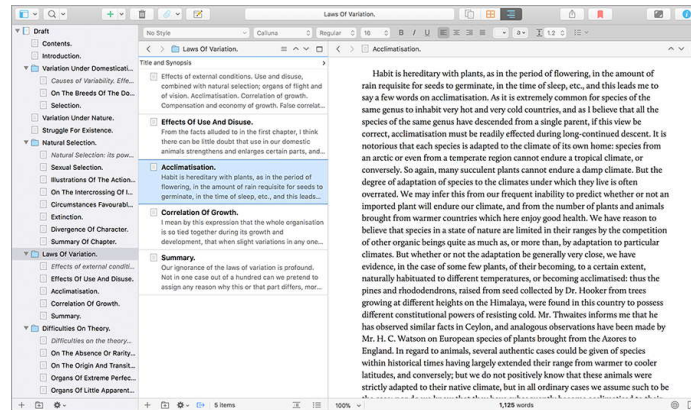 Laws Of Variation.
No Style
Calluna
Regular
16
B I U
1.2
Draft
Contents.
Introduction.
Variation Under Domesticati...
Causes of Variability. Effe...
On The Breeds Of The Do...
Selection.
Variation Under Nature.
Struggle For Existence.
Natural Selection.
Natural Selection: its pow...
Sexual Selection.
Illustrations Of The Action...
On the Intercrossing Of I...
Circumstances Favourabl...
Extinction.
Divergence Of Character.
Summary Of Chapter.
Laws Of Variation.
Effects of external conditi...
Effects Of Use And Disuse.
Acclimatisation.
Correlation Of Growth.
Summary.
Difficulties On Theory.
Difficulties on the theory...
On The Absence Or Rarity...
On The Origin And Transit...
Organs Of Extreme Perfec...
Organs Of Little Apparent...
Laws Of Variation.
Title and Synopsis
Effects of external conditions. Use and disuse,
combined with natural selection; organs of flight and
of vision. Acclimatisation. Correlation of growth.
Compensation and economy of growth. False correlat...
Effects Of Use And Disuse.
From the facts alluded to in the first chapter, I think
there can be little doubt that use in our domestic
animals strengthens and enlarges certain parts, and...
Acclimatisation.
Habit is hereditary with plants, as in the period of
flowering, in the amount of rain requisite for seeds to
germinate, in the time of sleep, etc., and this leads...
Correlation Of Growth.
I mean by this expression that the whole organisation
is so tied together during its growth and
development, that when slight variations in any one...
Summary.
Our ignorance of the laws of variation is profound.
Not in one case out of a hundred can we pretend to
assign any reason why this or that part differs, mor...
5 items
Acclimatisation.
Habit is hereditary with plants, as in the period of flowering, in the amount of
rain requisite for seeds to germinate, in the time of sleep, etc., and this leads me to
say a few words on acclimatisation. As it is extremely common for species of the
same genus to inhabit very hot and very cold countries, and as I believe that all the
species of the same genus have descended from a single parent, if this view be
correct, acclimatisation must be readily effected during long-continued descent. It is
notorious that each species is adapted to the climate of its own home: species from
an arctic or even from a temperate region cannot endure a tropical climate, or
conversely. So again, many succulent plants cannot endure a damp climate. But the
degree of adaptation of species to the climates under which they live is often
overrated. We may infer this from our frequent inability to predict whether or not an
imported plant will endure our climate, and from the number of plants and animals
brought from warmer countries which here enjoy good health. We have reason to
believe that species in a state of nature are limited in their ranges by the competition
of other organic beings quite as much as, or more than, by adaptation to particular
climates. But whether or not the adaptation be generally very close, we have
evidence, in the case of some few plants, of their becoming, to a certain extent,
naturally habituated to different temperatures, or becoming acclimatised: thus the
pines and rhododendrons, raised from seed collected by Dr. Hooker from trees
growing at different heights on the Himalaya, were found in this country to possess
different constitutional powers of resisting cold. Mr. Thwaites informs me that he
has observed similar facts in Ceylon, and analogous observations have been made by
Mr. H. C. Watson on European species of plants brought from the Azores to
England. In regard to animals, several authentic cases could be given of species
within historical times having largely extended their range from warmer to cooler
latitudes, and conversely; but we do not positively know that these animals were
strictly adapted to their native climate, but in all ordinary cases we assume such to be
100%
1,125 words